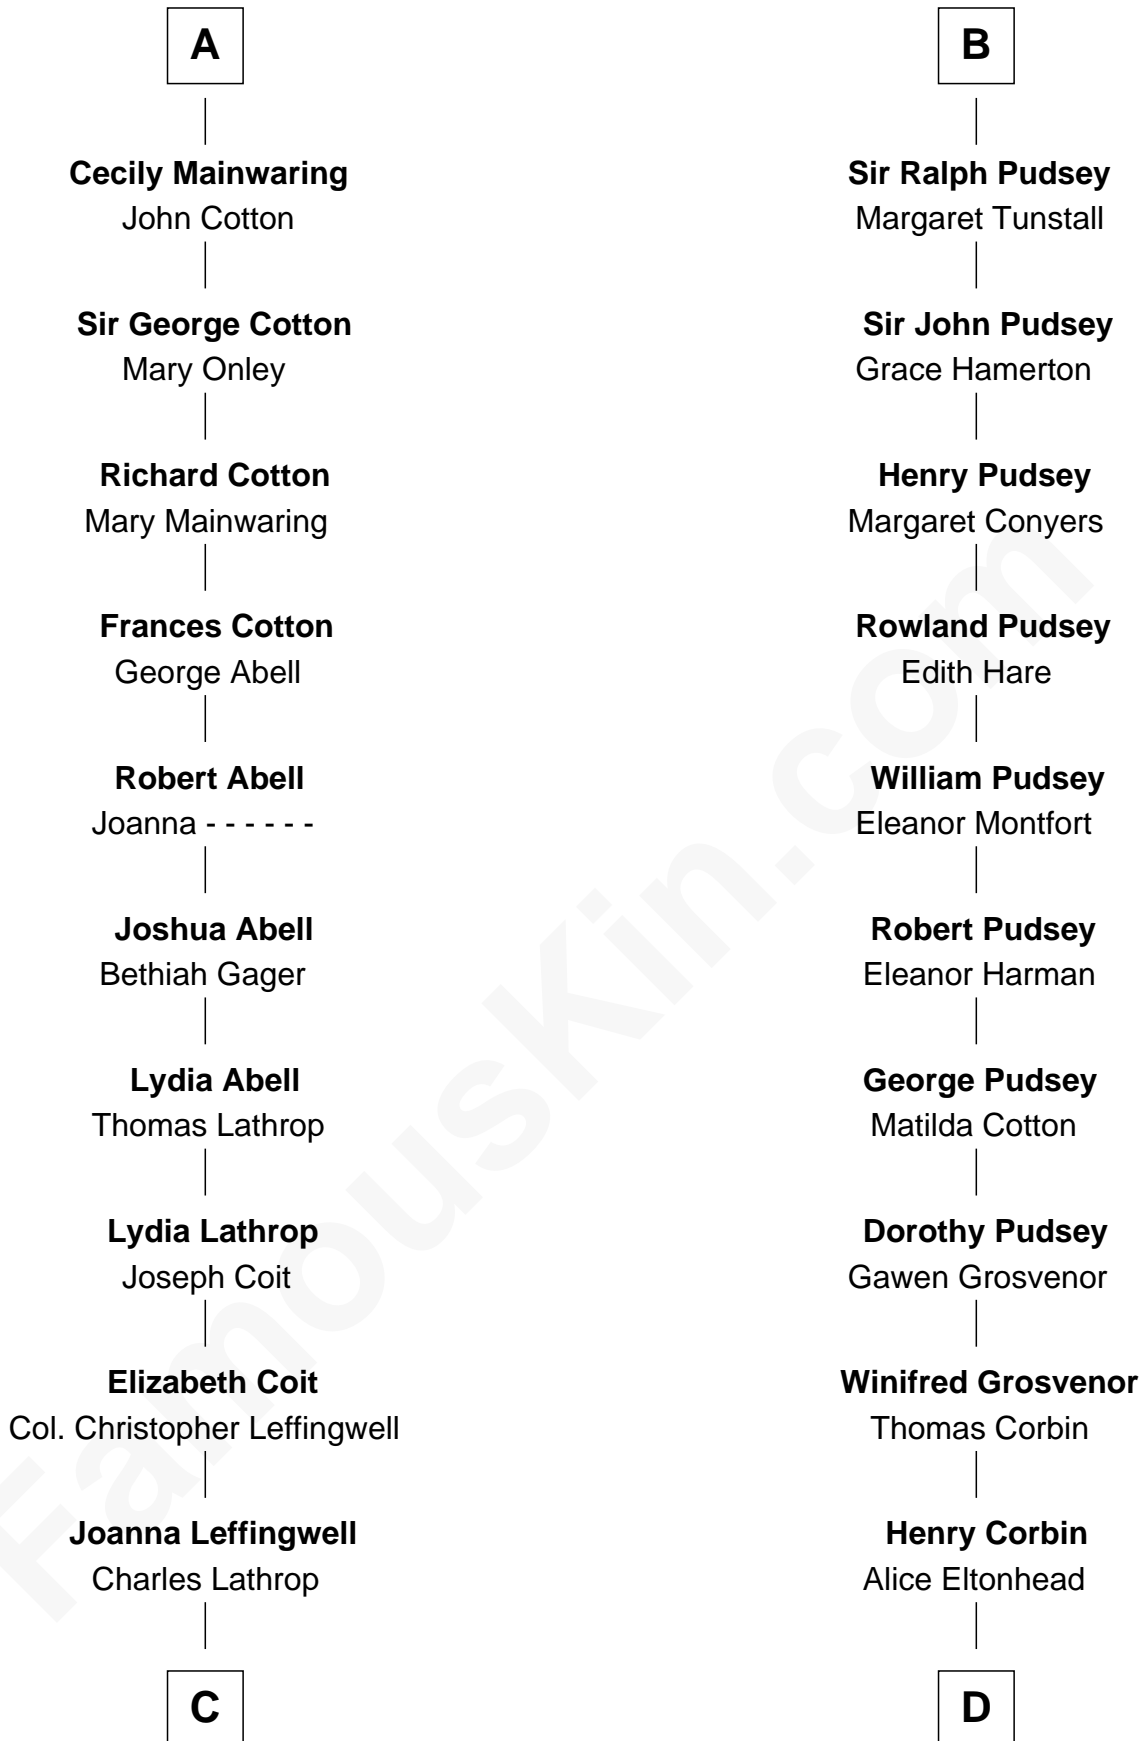 A
Cecily Mainwaring
John Cotton
Sir George Cotton
Mary Onley
Richard Cotton
Mary Mainwaring
Frances Cotton
George Abell
Robert Abell
Joanna - - - - - -
Joshua Abell
Bethiah Gager
Lydia Abell
Thomas Lathrop
Lydia Lathrop
Joseph Coit
Elizabeth Coit
Col. Christopher Leffingwell
Joanna Leffingwell
Charles Lathrop
C
B
Sir Ralph Pudsey
Margaret Tunstall
Sir John Pudsey
Grace Hamerton
Henry Pudsey
Margaret Conyers
Rowland Pudsey
Edith Hare
William Pudsey
Eleanor Montfort
Robert Pudsey
Eleanor Harman
George Pudsey
Matilda Cotton
Dorothy Pudsey
Gawen Grosvenor
Winifred Grosvenor
Thomas Corbin
Henry Corbin
Alice Eltonhead
D
FamousKin.com